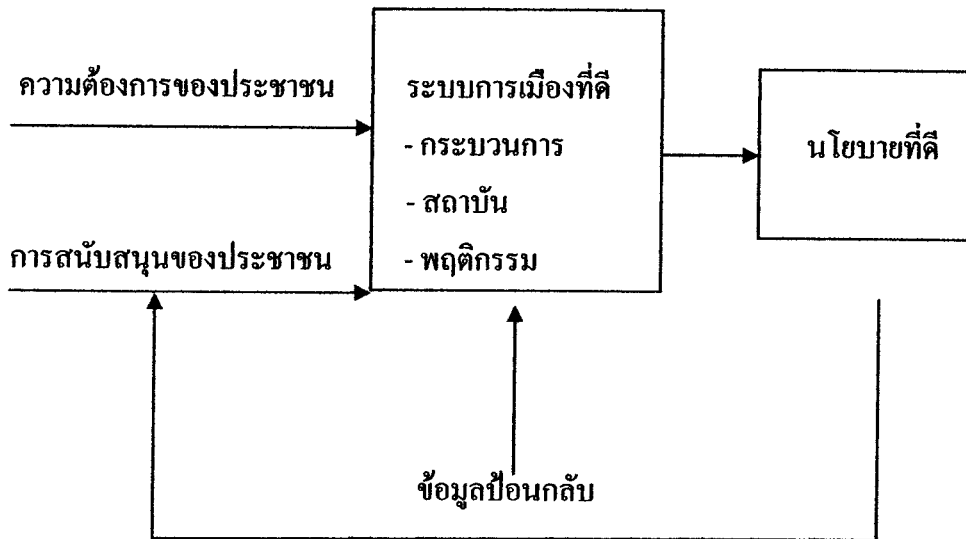 ความต้องการของประชาชน
ระบบการเมืองที่ดี
- กระบวนการ
นโยบายที่ดี
- สถาบัน
การสนับสนุนของประชาชน
- พฤติกรรม
ข้อมูลป้อนกลับ